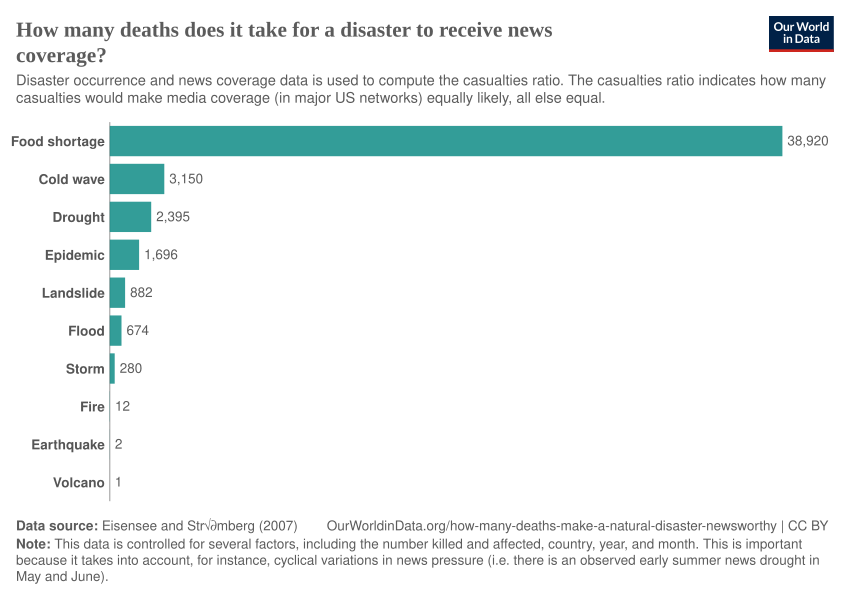 How many deaths does it take for a disaster to receive news
coverage?
Our World
in Data
Disaster occurrence and news coverage data is used to compute the casualties ratio. The casualties ratio indicates how many
casualties would make media coverage (in major US networks) equally likely, all else equal.
Food shortage 38,920
Cold wave 3,150
Drought 2,395
Epidemic 1,696
Landslide 882
Flood 674
Storm 280
Fire 12
Earthquake 2
Volcano 1
Data source: Eisensee and Str√∂mberg (2007) OurWorldinData.org/how-many-deaths-make-a-natural-disaster-newsworthy | CC BY
Note: This data is controlled for several factors, including the number killed and affected, country, year, and month. This is important
because it takes into account, for instance, cyclical variations in news pressure (i.e. there is an observed early summer news drought in
May and June).